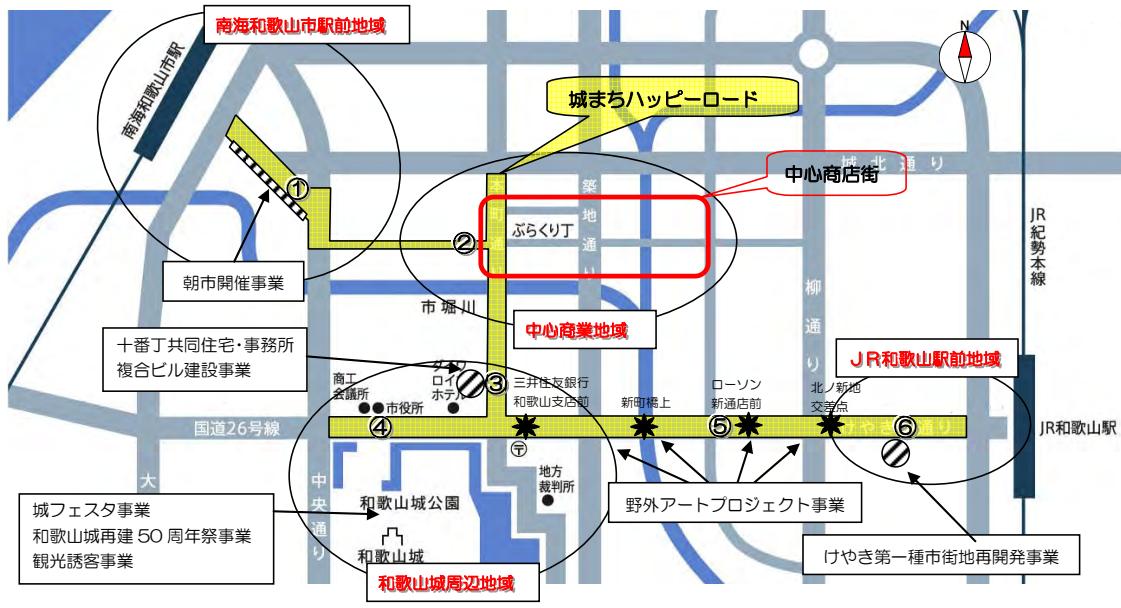 南海和歌山市駅前地域
N
南海和歌山市駅
城まちハッピーロード
中心商店街
城北通り
①
本町通り
築地通り
ぶらくり丁
②
JR紀勢本線
朝市開催事業
市堀川
柳通り
中心商業地域
十番丁共同住宅・事務所
複合ビル建設事業
JR和歌山駅前地域
商工
会議所
ダイワ
ロイ
ホテル
③
三井住友銀行
和歌山支店前
新町橋上
ローソン
新通店前
北ノ新地
交差点
市役所
国道26号線
④
⑤
けやき通り
⑥
JR和歌山駅
〒
地方
裁判所
大
中央通り
城フェスタ事業
和歌山城再建50周年祭事業
観光誘客事業
和歌山城公園
和歌山城
野外アートプロジェクト事業
けやき第一種市街地再開発事業
和歌山城周辺地域